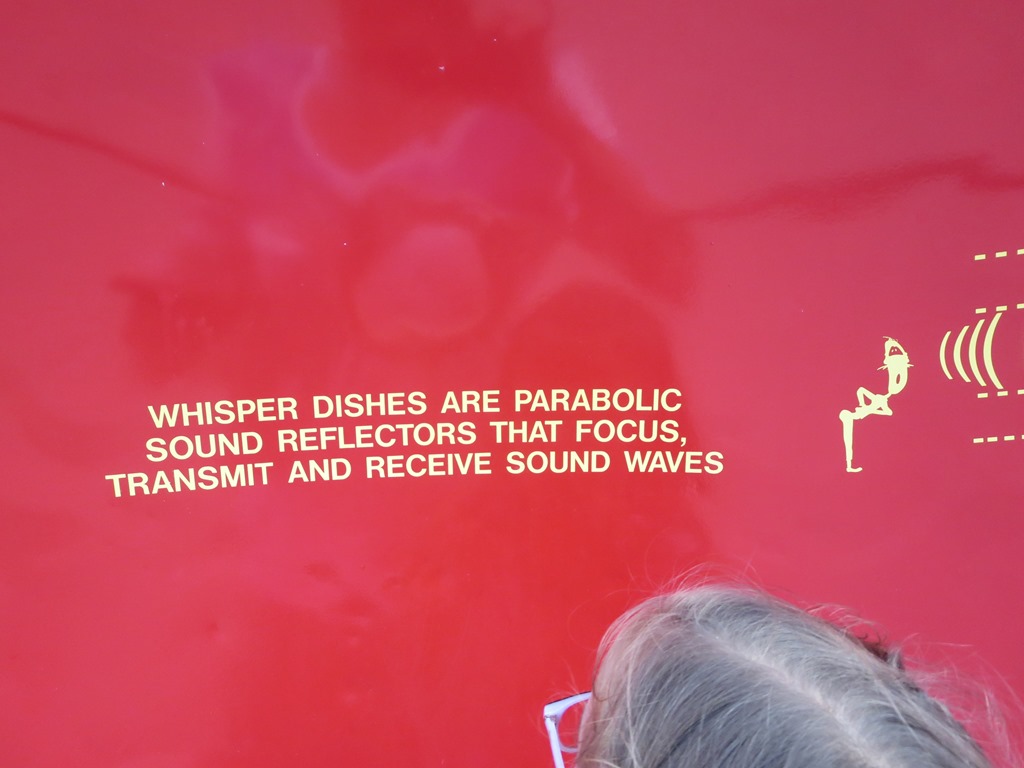 WHISPER DISHES ARE PARABOLIC
SOUND REFLECTORS THAT FOCUS,
TRANSMIT AND RECEIVE SOUND WAVES